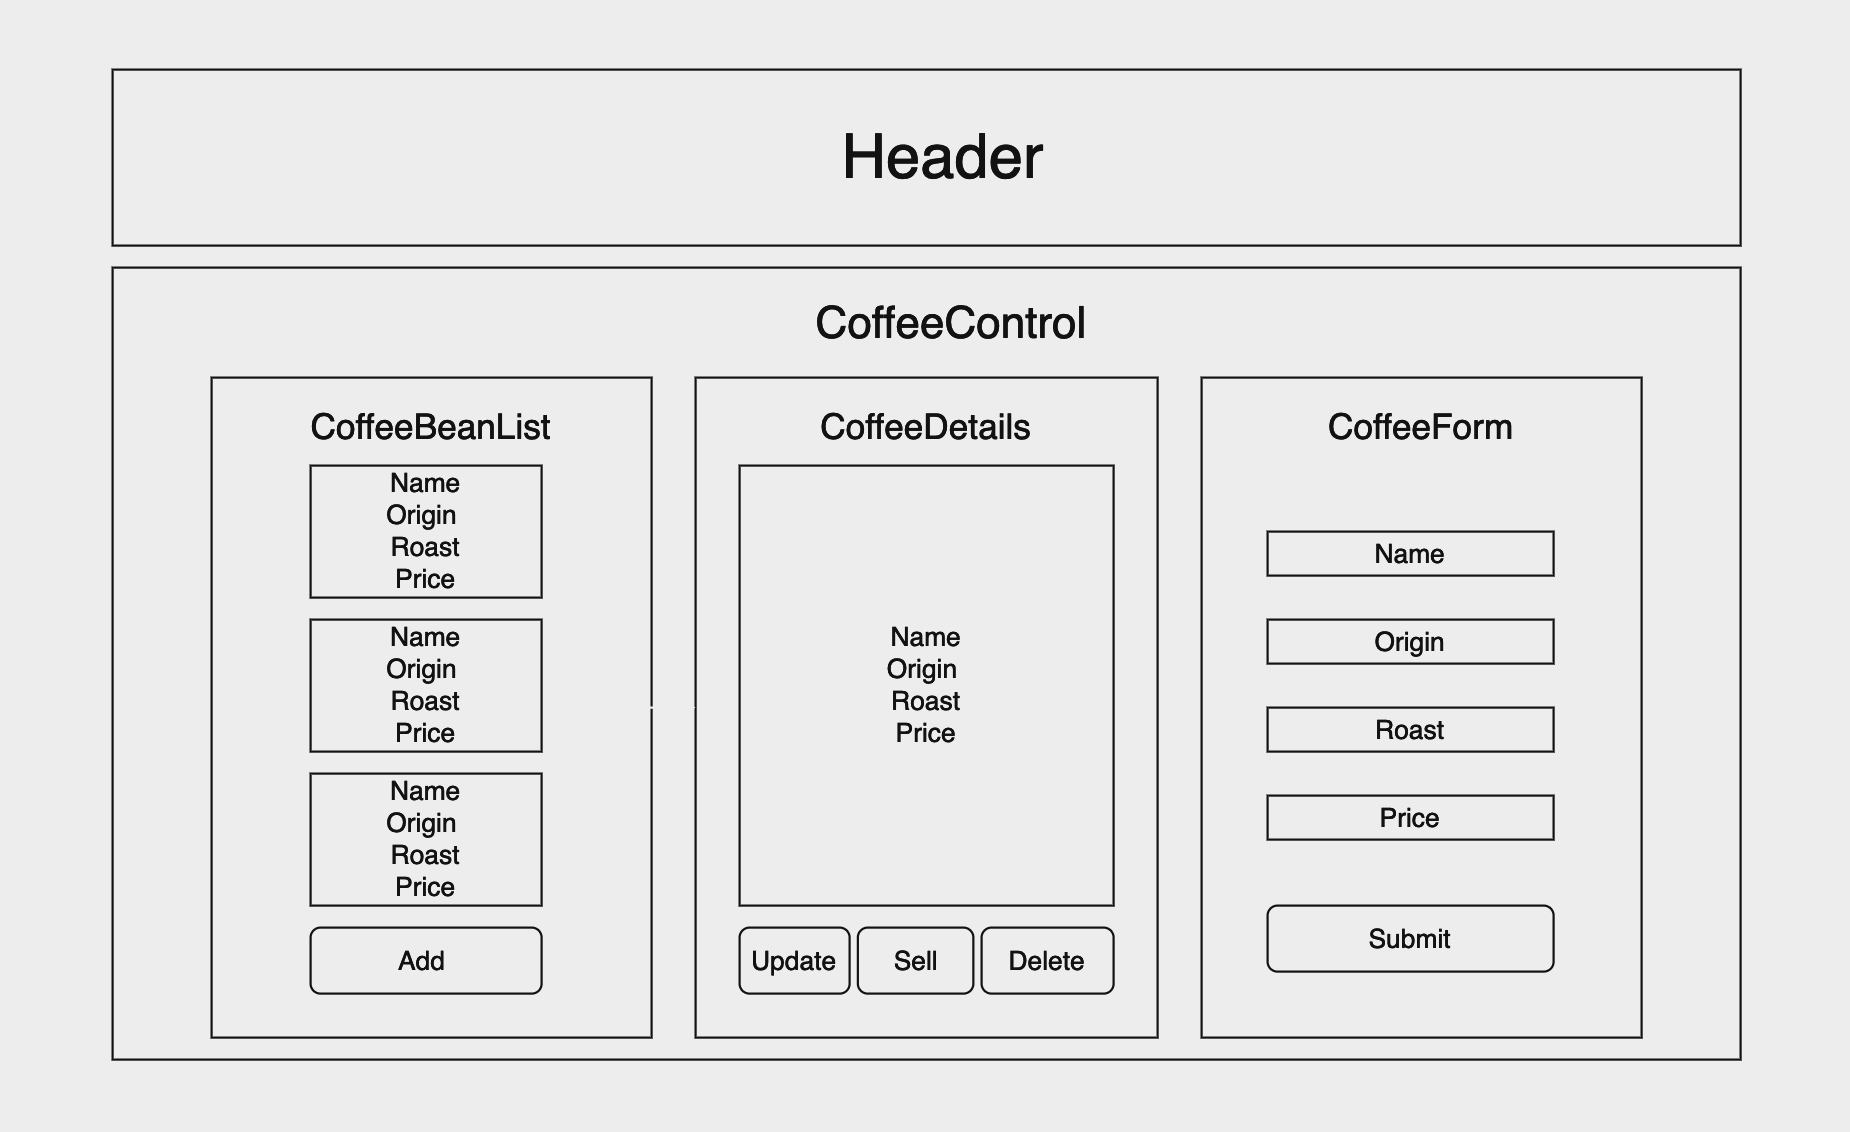 Header
CoffeeControl
CoffeeBeanList
Name
Origin
Roast
Price
Name
Origin
Roast
Price
Name
Origin
Roast
Price
Add
CoffeeDetails
Name
Origin
Roast
Price
Update
Sell
Delete
CoffeeForm
Name
Origin
Roast
Price
Submit